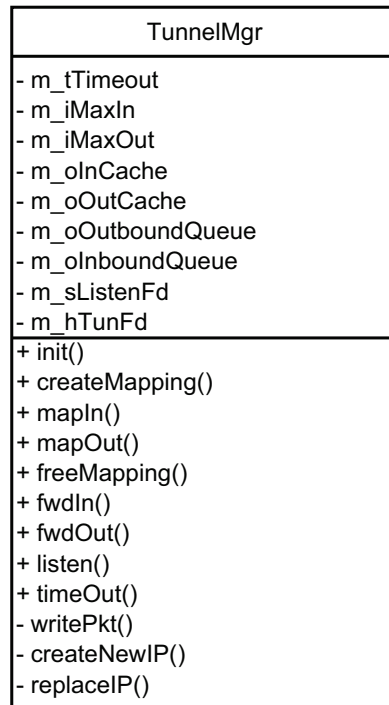 TunnelMgr
- m_tTimeout
- m_iMaxIn
- m_iMaxOut
- m_oInCache
- m_oOutCache
- m_oOutboundQueue
- m_oInboundQueue
- m_sListenFd
- m_hTunFd
+ init()
+ createMapping()
+ mapIn()
+ mapOut()
+ freeMapping()
+ fwdIn()
+ fwdOut()
+ listen()
+ timeOut()
- writePkt()
- createNewIP()
- replaceIP()